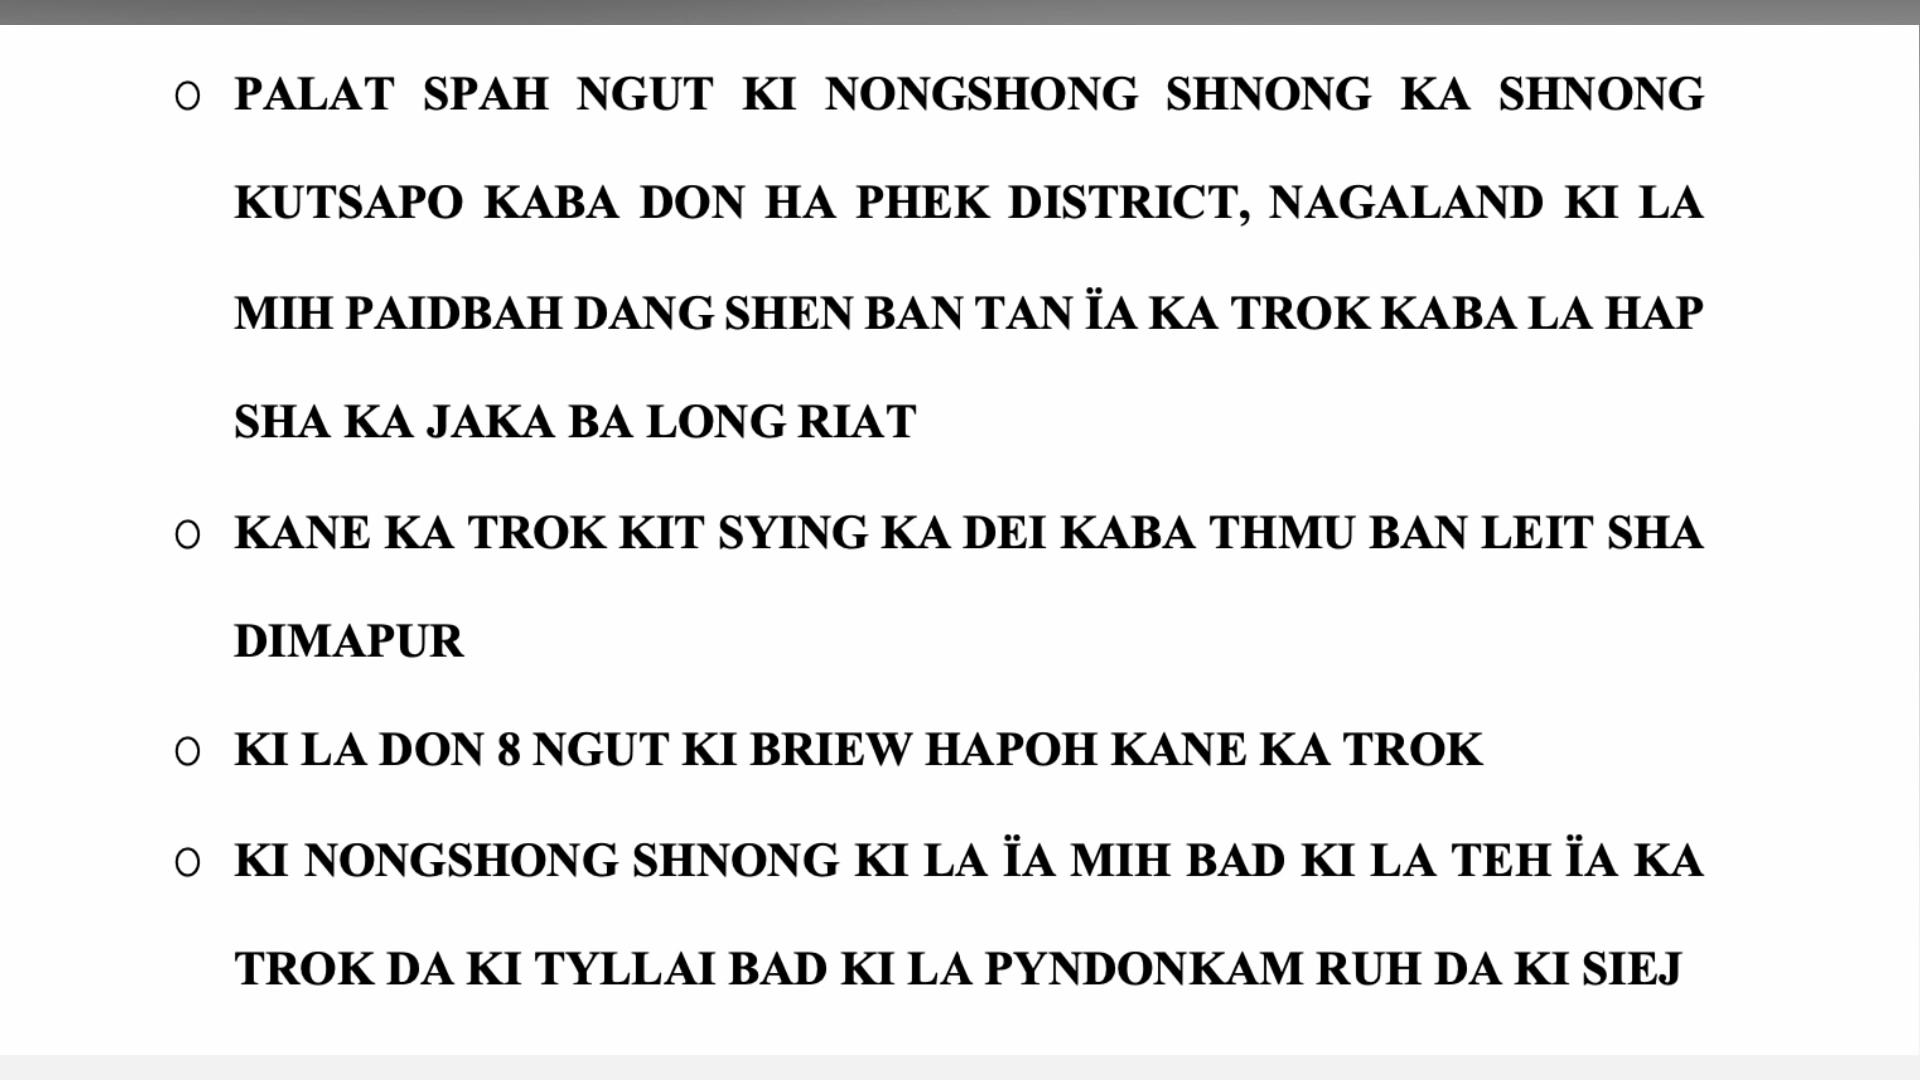 O PALAT SPAH NGUT KI NONGSHONG SHNONG KA SHNONG
KUTSAPO KABA DON HA PHEK DISTRICT, NAGALAND KI LA
MIH PAIDBAH DANG SHEN BAN TAN ÏA KA TROK KABA LA HAP
SHA KA JAKA BA LONG RIAT
O KANE KA TROK KIT SYING KA DEI KABA THMU BAN LEIT SHA
DIMAPUR
O KI LA DON 8 NGUT KI BRIEW HAPOH KANE KA TROK
O KI NONGSHONG SHNONG KI LA ÏA MIH BAD KI LA TEH ÏA KA
TROK DA KI TYLLAI BAD KI LA PYNDONKAM RUH DA KI SIEJ